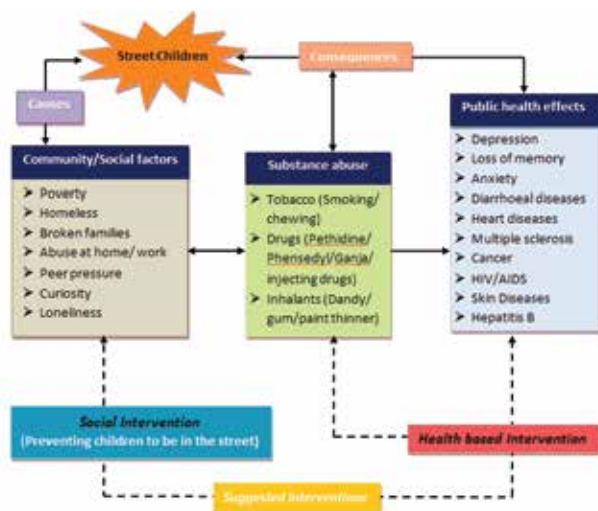 Street Children
Consequences
Causes
Community/Social factors
Poverty
Homeless
Broken families
Abuse at home/ work
Peer pressure
Curiosity
Loneliness
Substance abuse
Tobacco (Smoking/
chewing)
Drugs (Pethidine/
Phensedyl/Ganja/
injecting drugs)
Inhalants (Dandy/
gum/paint thinner)
Public health effects
Depression
Loss of memory
Anxiety
Diarrhoeal diseases
Heart diseases
Multiple sclerosis
Cancer
HIV/AIDS
Skin Diseases
Hepatitis B
Social Intervention
(Preventing children to be in the street)
Health based Intervention
Suggested Interventions